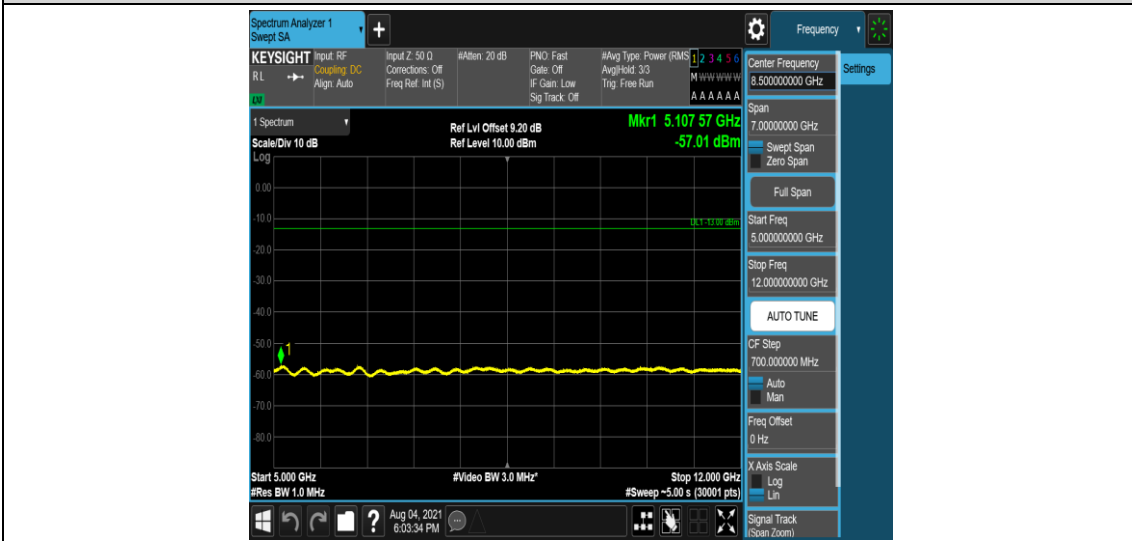 Spectrum Analyzer 1
Swept SA
+
Frequency
KEYSIGHT
RL
LXI
Input: RF
Coupling: DC
Align: Auto
Input Z: 50 Ω
Corrections: Off
Freq Ref: Int (S)
#Atten: 20 dB
PNO: Fast
Gate: Off
IF Gain: Low
Sig Track: Off
#Avg Type: Power (RMS
Avg|Hold: 3/3
Trig: Free Run
1 2 3 4 5 6
M W W W W W
A A A A A A
1 Spectrum
Scale/Div 10 dB
Log
Ref Lvl Offset 9.20 dB
Ref Level 10.00 dBm
Mkr1 5.107 57 GHz
-57.01 dBm
0.00
-10.0
DL1 -13.00 dBm
-20.0
-30.0
-40.0
-50.0
1
-60.0
-70.0
-80.0
Start 5.000 GHz
#Res BW 1.0 MHz
#Video BW 3.0 MHz*
Stop 12.000 GHz
#Sweep ~5.00 s (30001 pts)
?
Aug 04, 2021
6:03:34 PM
Center Frequency
8.500000000 GHz
Settings
Span
7.00000000 GHz
Swept Span
Zero Span
Full Span
Start Freq
5.000000000 GHz
Stop Freq
12.000000000 GHz
AUTO TUNE
CF Step
700.000000 MHz
Auto
Man
Freq Offset
0 Hz
X Axis Scale
Log
Lin
Signal Track
(Span Zoom)